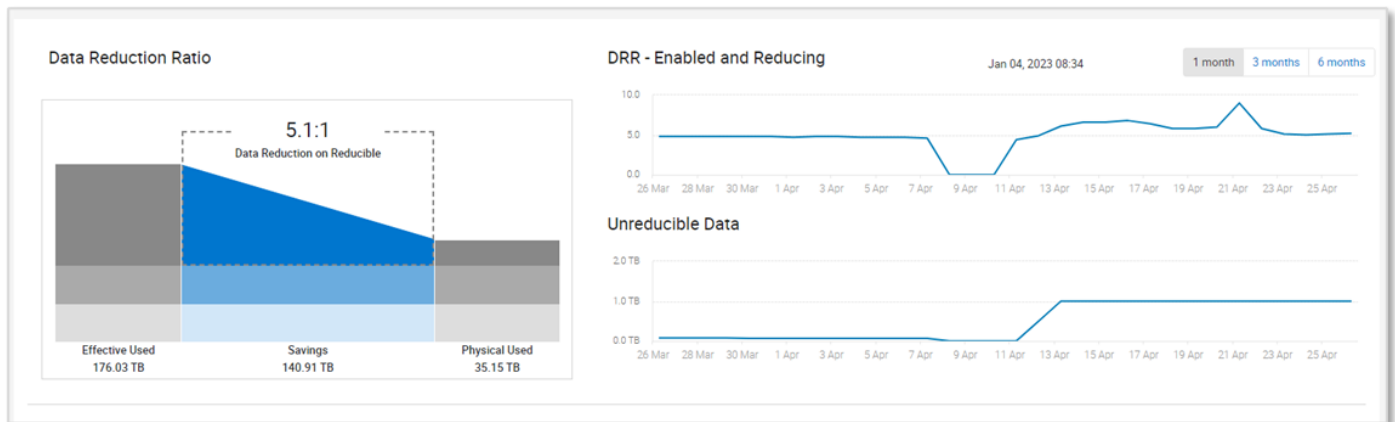 Data Reduction Ratio
5.1:1
Data Reduction on Reducible
Effective Used
176.03 TB
Savings
140.91 TB
Physical Used
35.15 TB
DRR - Enabled and Reducing
Jan 04, 2023 08:34
1 month 3 months 6 months
10.0
5.0
0.0
26 Mar 28 Mar 30 Mar 1 Apr 3 Apr 5 Apr 7 Apr 9 Apr 11 Apr 13 Apr 15 Apr 17 Apr 19 Apr 21 Apr 23 Apr 25 Apr
Unreducible Data
2.0 TB
1.0 TB
0.0 TB
26 Mar 28 Mar 30 Mar 1 Apr 3 Apr 5 Apr 7 Apr 9 Apr 11 Apr 13 Apr 15 Apr 17 Apr 19 Apr 21 Apr 23 Apr 25 Apr